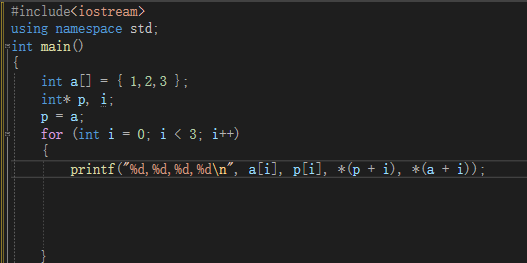 #include<iostream>
using namespace std;
int main()
{
int a[] = { 1,2,3 };
int* p, i;
p = a;
for (int i = 0; i < 3; i++)
{
printf("%d,%d,%d,%d\n", a[i], p[i], *(p + i), *(a + i));
}